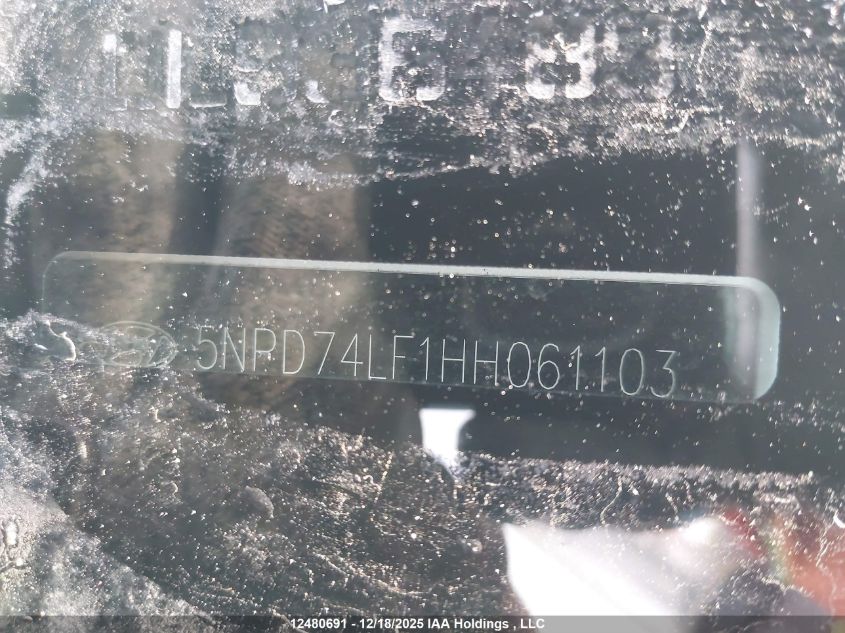 5NPD74LF1HH061103
12480691 - 12/18/2025 IAA Holdings , LLC